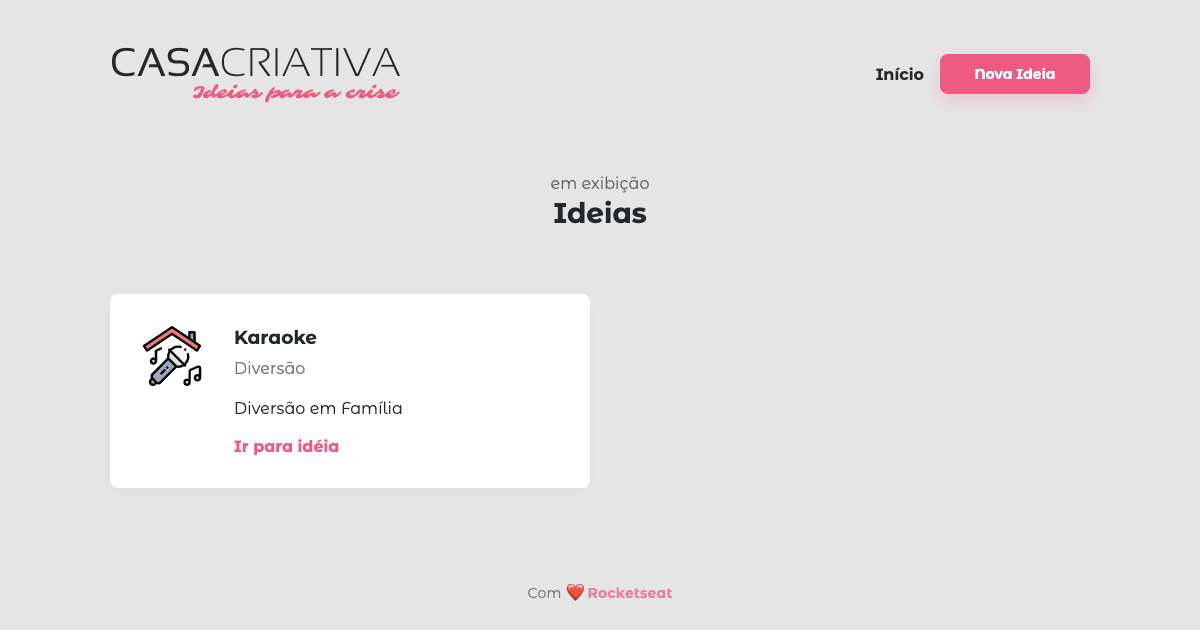 CASACRIATIVA
Ideias para a crise
Início
Nova Ideia
em exibição
Ideias
Karaoke
Diversão
Diversão em Família
Ir para idéia
Com ❤️ Rocketseat